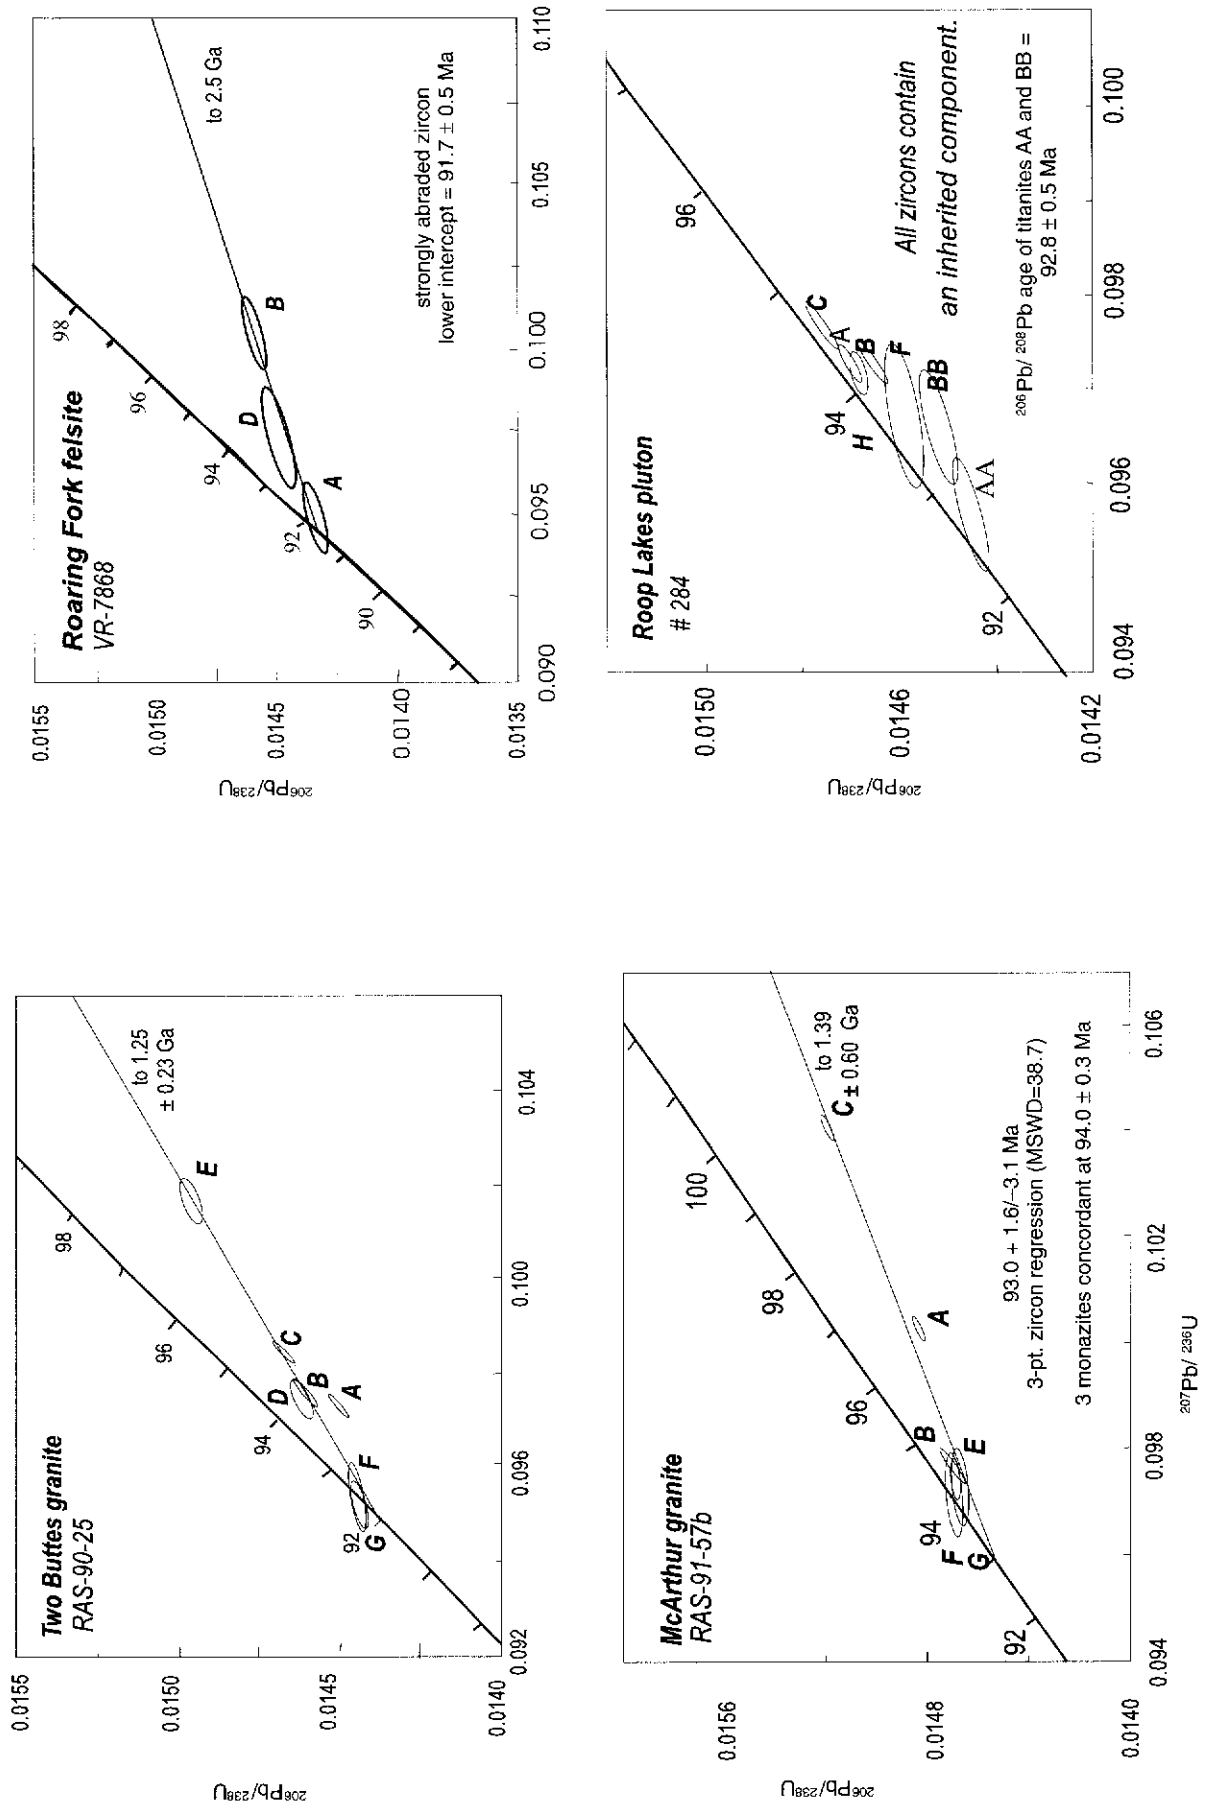 Two Buttes granite
RAS-90-25
0.0155
0.0150
0.0145
0.0140
206Pb/238U
98
96
94
92
to 1.25
± 0.23 Ga
E
C
D
B
A
F
G
0.092
0.096
0.100
0.104
Roaring Fork felsite
VR-7868
0.0155
0.0150
0.0145
0.0140
0.0135
206Pb/238U
98
96
94
92
90
to 2.5 Ga
B
D
A
strongly abraded zircon
lower intercept = 91.7 ± 0.5 Ma
0.090
0.095
0.100
0.105
0.110
McArthur granite
RAS-91-57b
0.0156
0.0148
0.0140
206Pb/238U
100
98
96
94
92
to 1.39
± 0.60 Ga
C
A
B
E
F
G
93.0 + 1.6/–3.1 Ma
3-pt. zircon regression (MSWD=38.7)
3 monazites concordant at 94.0 ± 0.3 Ma
0.094
0.098
0.102
0.106
207Pb/ 236U
Roop Lakes pluton
# 284
0.0150
0.0146
0.0142
206Pb/238U
96
94
92
C
A
B
H
F
BB
AA
All zircons contain
an inherited component.
206Pb/ 208Pb age of titanites AA and BB =
92.8 ± 0.5 Ma
0.094
0.096
0.098
0.100